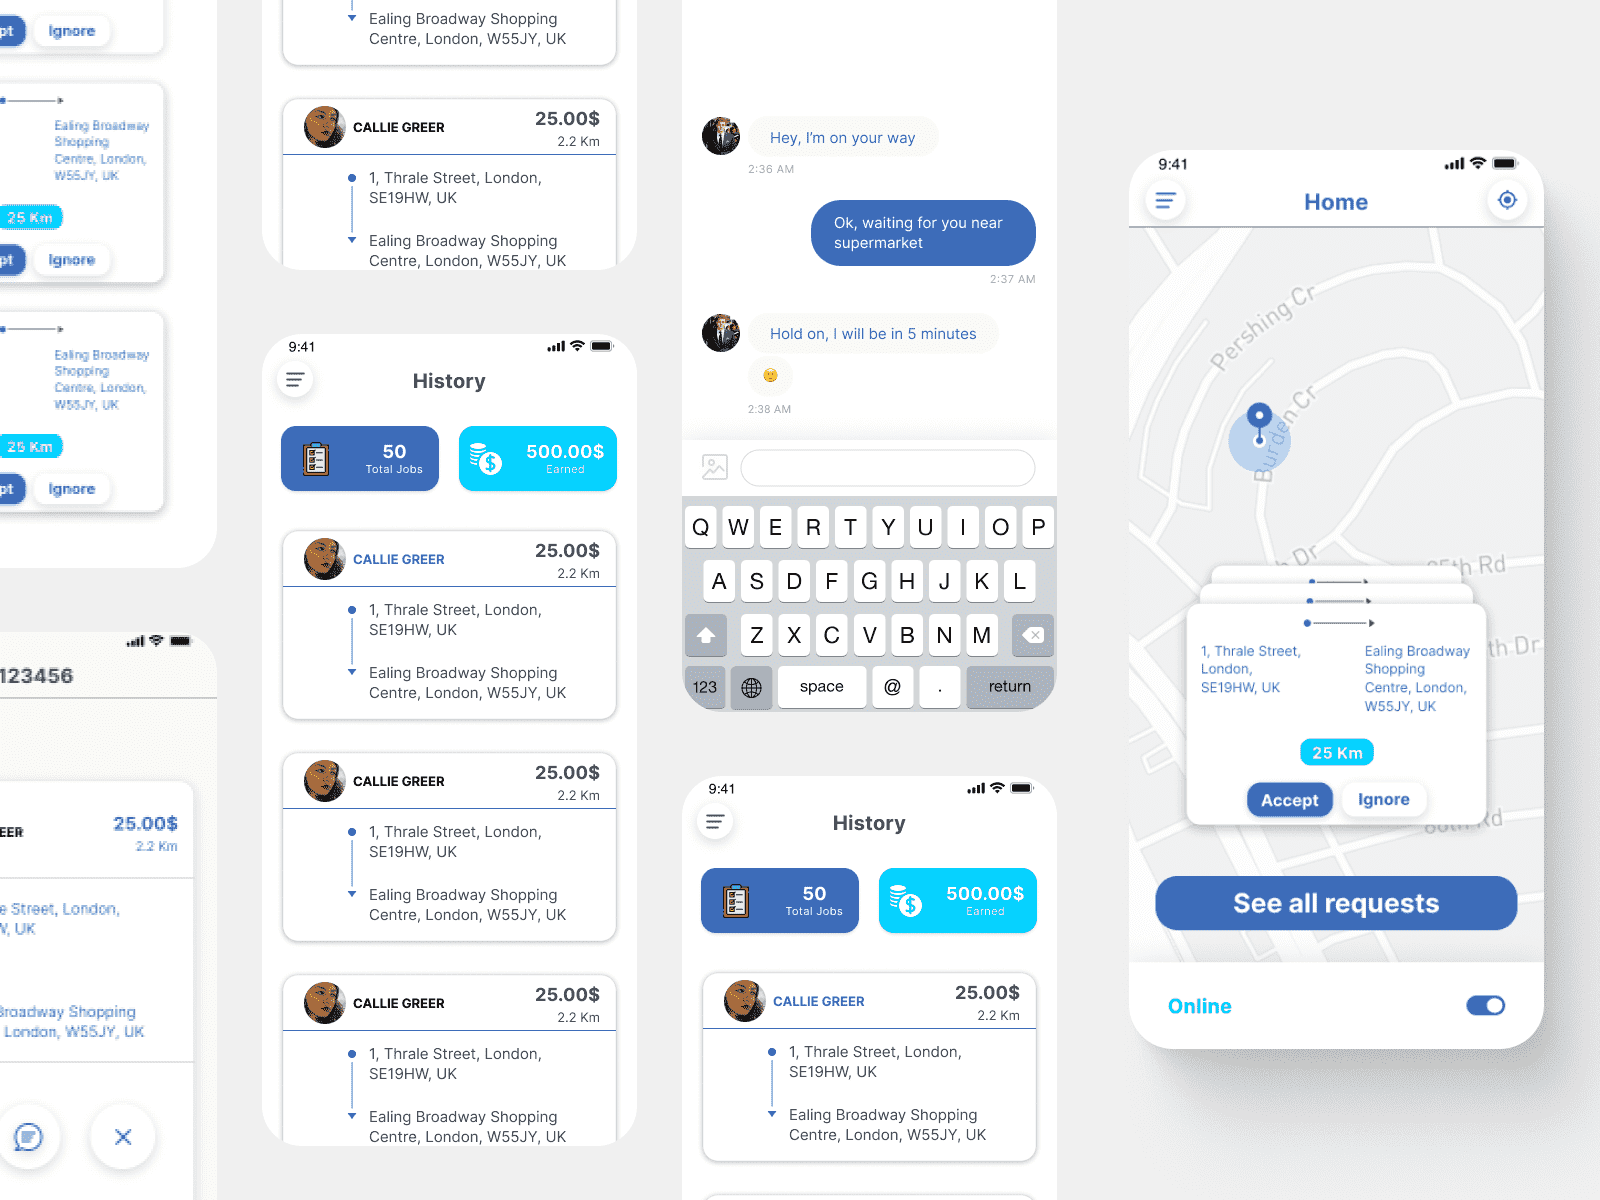 pt
Ignore
Ealing Broadway
Shopping
Centre, London,
W55JY, UK
25 Km
pt
Ignore
Ealing Broadway
Shopping
Centre, London,
W55JY, UK
25 Km
pt
Ignore
123456
EER
25.00$
2.2 Km
e Street, London,
W, UK
Broadway Shopping
London, W55JY, UK
Ealing Broadway Shopping
Centre, London, W55JY, UK
CALLIE GREER
25.00$
2.2 Km
1, Thrale Street, London,
SE19HW, UK
Ealing Broadway Shopping
Centre, London, W55JY, UK
9:41
History
50
Total Jobs
500.00$
Earned
CALLIE GREER
25.00$
2.2 Km
1, Thrale Street, London,
SE19HW, UK
Ealing Broadway Shopping
Centre, London, W55JY, UK
CALLIE GREER
25.00$
2.2 Km
1, Thrale Street, London,
SE19HW, UK
Ealing Broadway Shopping
Centre, London, W55JY, UK
CALLIE GREER
25.00$
2.2 Km
1, Thrale Street, London,
SE19HW, UK
Ealing Broadway Shopping
Centre, London, W55JY, UK
Hey, I'm on your way
2:36 AM
Ok, waiting for you near
supermarket
2:37 AM
Hold on, I will be in 5 minutes
2:38 AM
Q W E R T Y U I O P
A S D F G H J K L
Z X C V B N M
123 space @ . return
9:41
History
50
Total Jobs
500.00$
Earned
CALLIE GREER
25.00$
2.2 Km
1, Thrale Street, London,
SE19HW, UK
Ealing Broadway Shopping
Centre, London, W55JY, UK
9:41
Home
Pershing Cr
Burden Cr
h Dr
th Rd
th Dr
1, Thrale Street,
London,
SE19HW, UK
Ealing Broadway
Shopping
Centre, London,
W55JY, UK
25 Km
Accept
Ignore
Rd
See all requests
Online